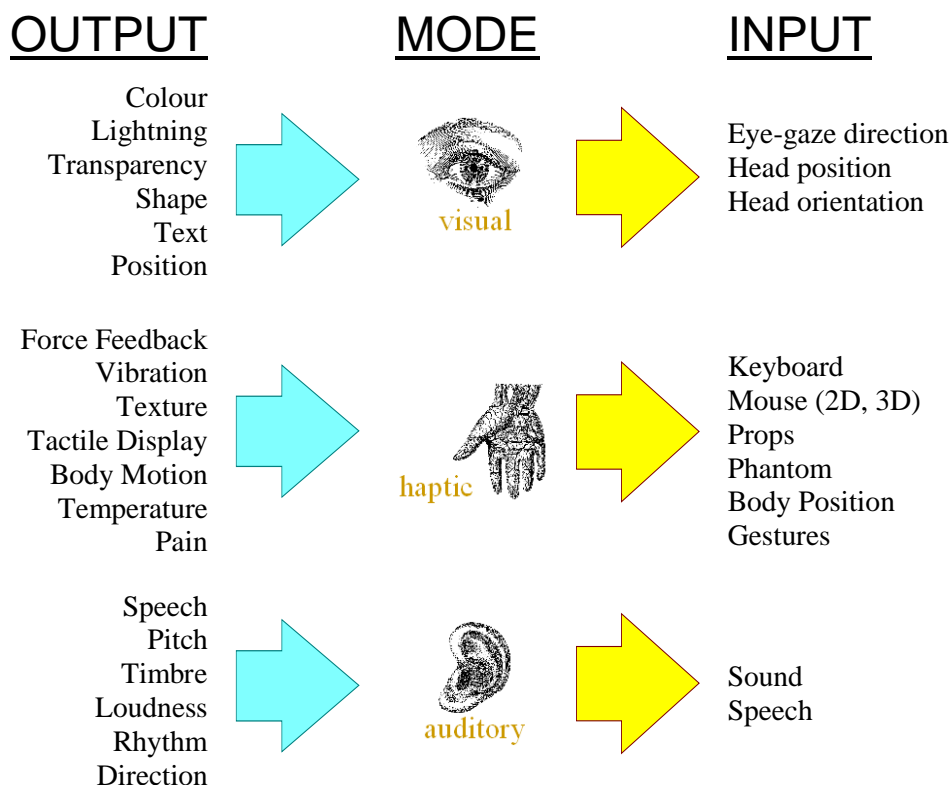 OUTPUT
MODE
INPUT
Colour
Lightning
Transparency
Shape
Text
Position
visual
Eye-gaze direction
Head position
Head orientation
Force Feedback
Vibration
Texture
Tactile Display
Body Motion
Temperature
Pain
haptic
Keyboard
Mouse (2D, 3D)
Props
Phantom
Body Position
Gestures
Speech
Pitch
Timbre
Loudness
Rhythm
Direction
auditory
Sound
Speech